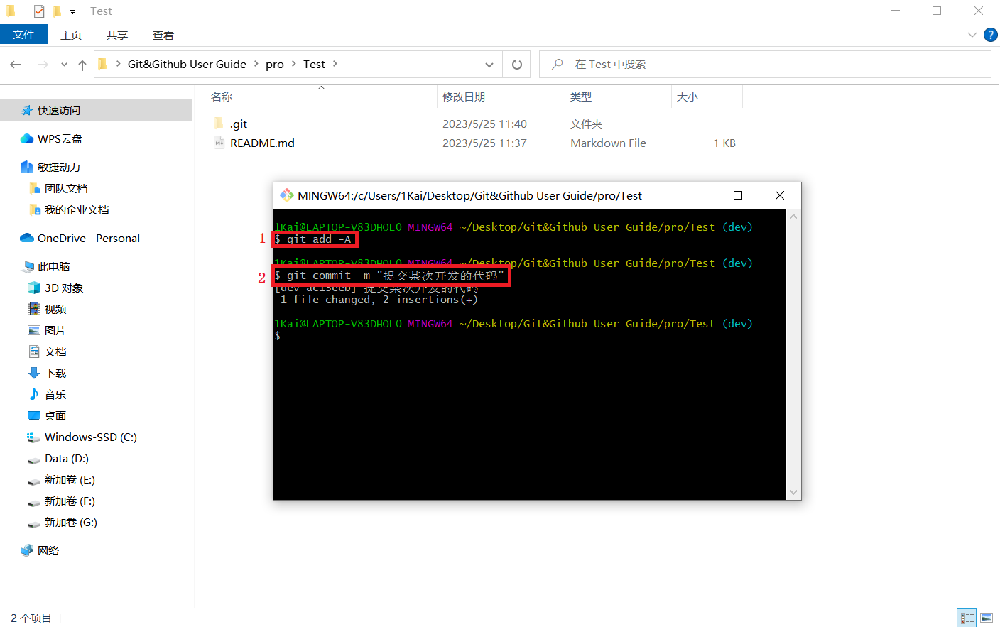 Test
文件 主页 共享 查看
Git&Github User Guide pro Test
在 Test 中搜索
名称 修改日期 类型 大小
快速访问
.git 2023/5/25 11:40 文件夹
WPS云盘
README.md 2023/5/25 11:37 Markdown File 1 KB
敏捷动力
团队文档
我的企业文档
OneDrive - Personal
此电脑
3D 对象
视频
图片
文档
下载
音乐
桌面
Windows-SSD (C:)
Data (D:)
新加卷 (E:)
新加卷 (F:)
新加卷 (G:)
网络
2 个项目
MINGW64:/c/Users/1Kai/Desktop/Git&Github User Guide/pro/Test
1Kai@LAPTOP-V83DHOLO MINGW64 ~/Desktop/Git&Github User Guide/pro/Test (dev)
1 $ git add -A
1Kai@LAPTOP-V83DHOLO MINGW64 ~/Desktop/Git&Github User Guide/pro/Test (dev)
2 $ git commit -m "提交某次开发的代码"
提交某次开发的代码
1 file changed, 2 insertions(+)
1Kai@LAPTOP-V83DHOLO MINGW64 ~/Desktop/Git&Github User Guide/pro/Test (dev)
$